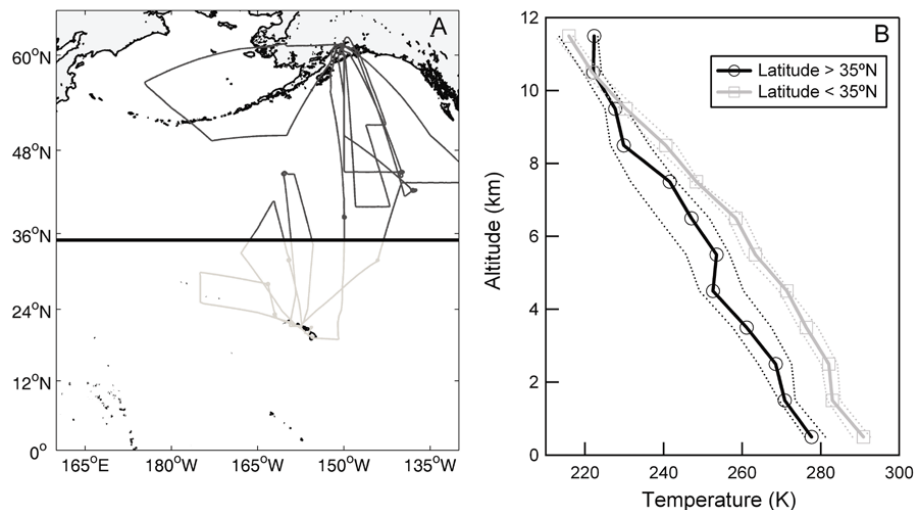 A
60°N
48°N
36°N
24°N
12°N
0°
165°E
180°W
165°W
150°W
135°W
B
Latitude > 35ºN
Latitude < 35ºN
12
10
8
6
4
2
0
Altitude (km)
220
240
260
280
300
Temperature (K)